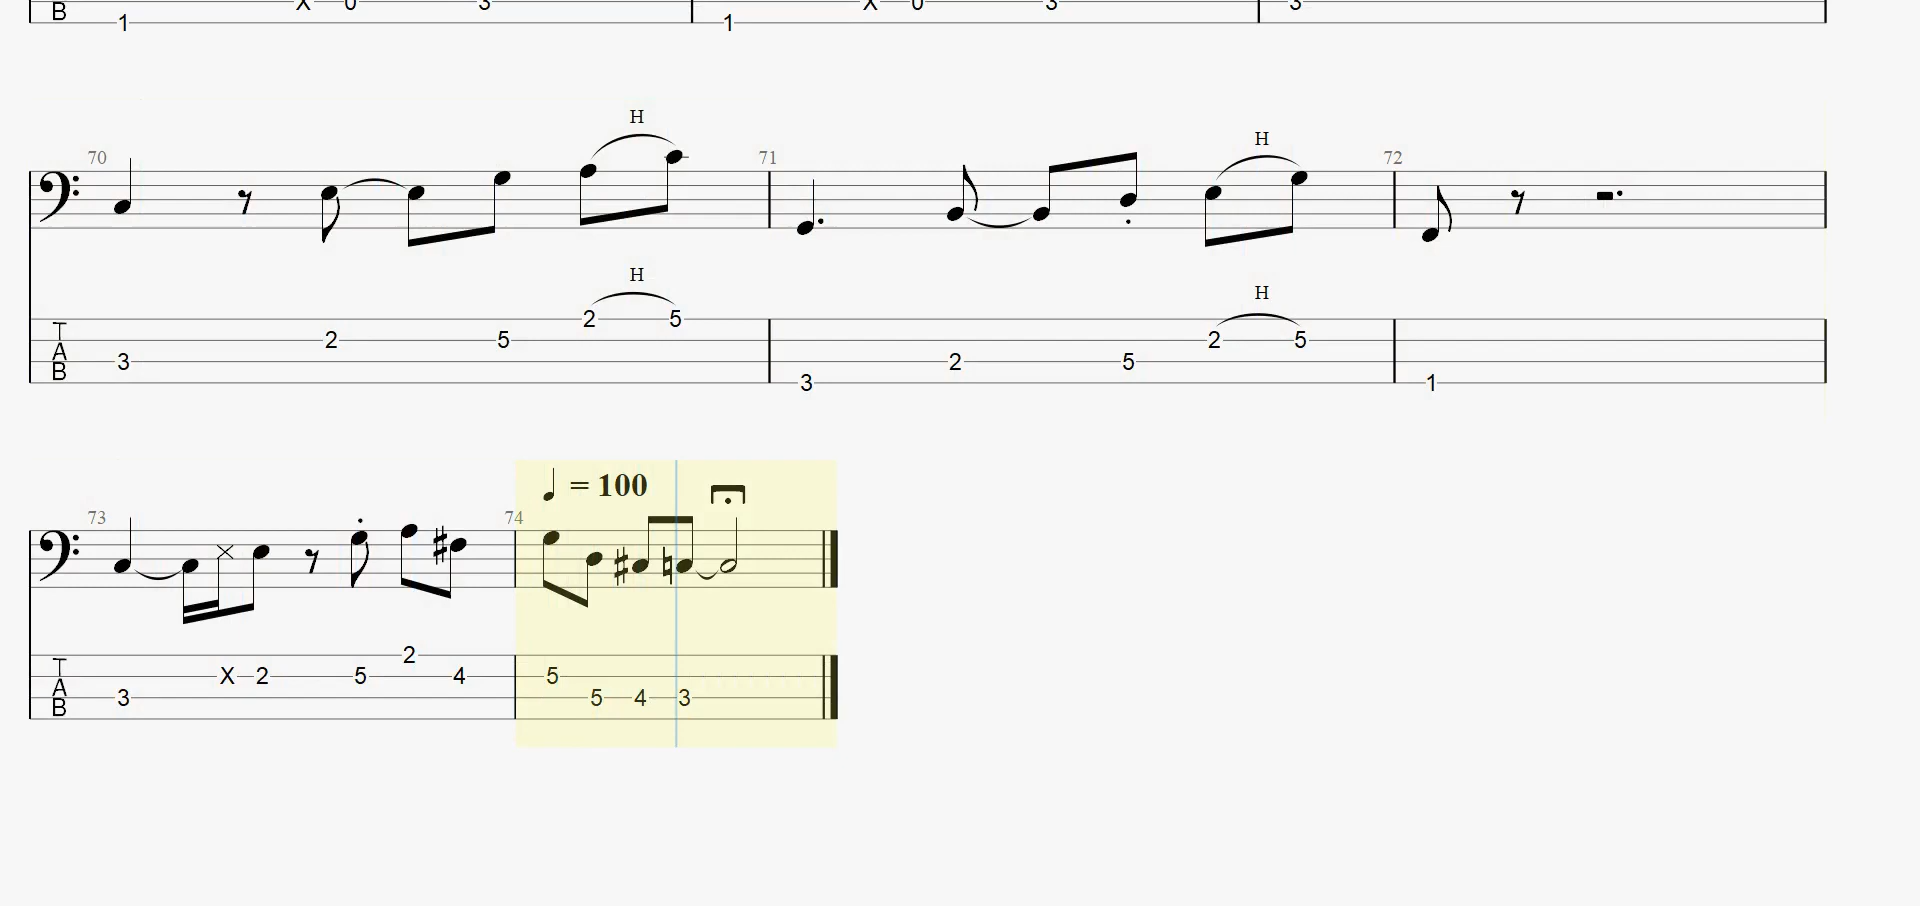 B X 0 3 X 0 3 3
1 1
H
H
70 71 72
H
H
T 2 5
A 2 5 2 5
B 3 2 5
3 1
♩ = 100
73 74
T 2
A X 2 5 4 5
B 3 5 4 3